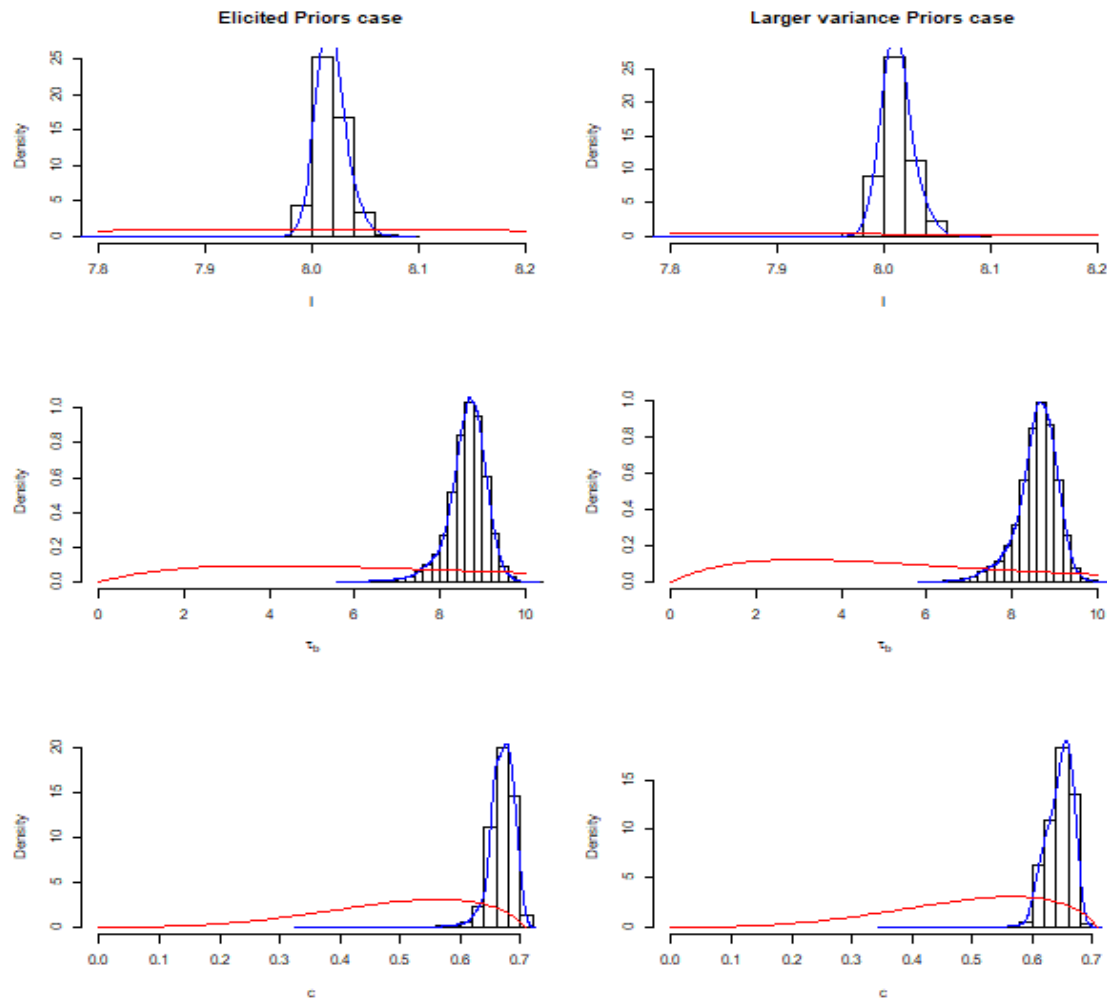 Elicited Priors case
Larger variance Priors case
Density
0 5 10 15 20 25
7.8 7.9 8.0 8.1 8.2
l
Density
0 5 10 15 20 25
7.8 7.9 8.0 8.1 8.2
l
Density
0.0 0.2 0.4 0.6 0.8 1.0
0 2 4 6 8 10
τb
Density
0.0 0.2 0.4 0.6 0.8 1.0
0 2 4 6 8 10
τb
Density
0 5 10 15 20
0.0 0.1 0.2 0.3 0.4 0.5 0.6 0.7
c
Density
0 5 10 15
0.0 0.1 0.2 0.3 0.4 0.5 0.6 0.7
c